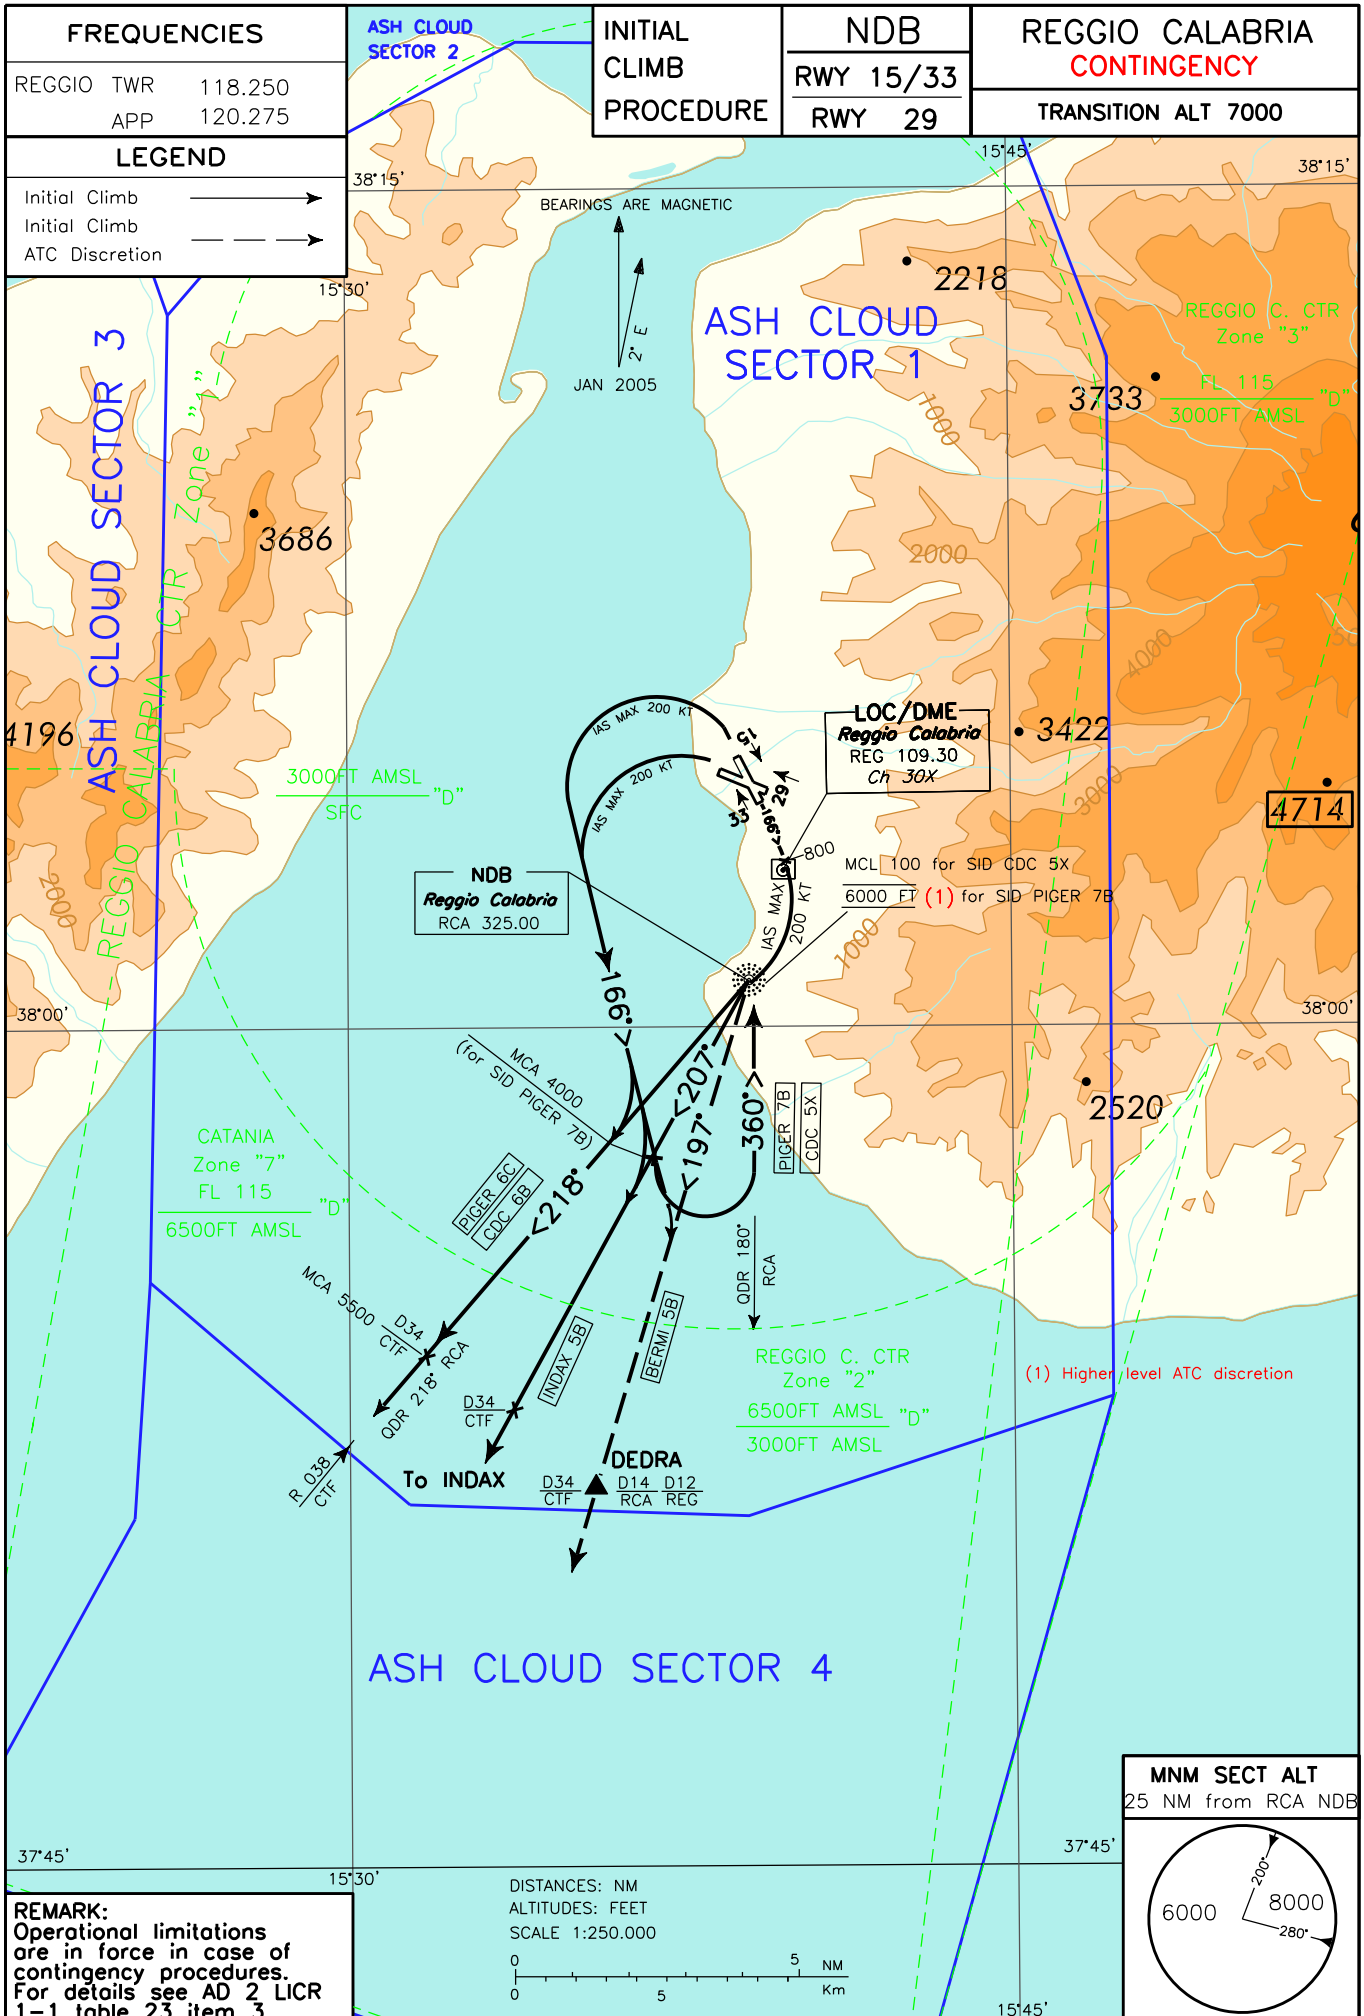 FREQUENCIES
REGGIO TWR 118.250
APP 120.275
LEGEND
Initial Climb
Initial Climb
ATC Discretion
ASH CLOUD
SECTOR 2
INITIAL
CLIMB
PROCEDURE
NDB
RWY 15/33
RWY 29
REGGIO CALABRIA
CONTINGENCY
TRANSITION ALT 7000
15°45'
38°15'
38°15'
BEARINGS ARE MAGNETIC
15°30'
2° E
JAN 2005
2218
ASH CLOUD
SECTOR 1
REGGIO C. CTR
Zone "3"
FL 115
3000FT AMSL
"D"
3733
1000
ASH CLOUD SECTOR 3
REGGIO CALABRIA CTR Zone "1"
3686
2000
4000
4196
3000FT AMSL
SFC
"D"
IAS MAX 200 KT
IAS MAX 200 KT
15
29
33
166°>
LOC/DME
Reggio Calabria
REG 109.30
Ch 30X
3422
3000
4714
800
MCL 100 for SID CDC 5X
6000 FT (1) for SID PIGER 7B
IAS MAX
200 KT
1000
2000
NDB
Reggio Calabria
RCA 325.00
166°>
38°00'
38°00'
MCA 4000
(for SID PIGER 7B)
<207°
<197°
360°>
PIGER 7B
CDC 5X
2520
CATANIA
Zone "7"
FL 115
6500FT AMSL
"D"
PIGER 6C
CDC 6B
<218°
QDR 180°
RCA
MCA 5500
D34
CTF
QDR 218° RCA
INDAX 5B
BERMI 5B
REGGIO C. CTR
Zone "2"
6500FT AMSL
3000FT AMSL
"D"
(1) Higher level ATC discretion
D34
CTF
R 038
CTF
To INDAX
DEDRA
D34
CTF
D14
RCA
D12
REG
ASH CLOUD SECTOR 4
MNM SECT ALT
25 NM from RCA NDB
200°
6000
8000
280°
37°45'
37°45'
15°30'
15°45'
DISTANCES: NM
ALTITUDES: FEET
SCALE 1:250.000
0 5 NM
0 5 Km
REMARK:
Operational limitations
are in force in case of
contingency procedures.
For details see AD 2 LICR
1-1 table 23 item 3